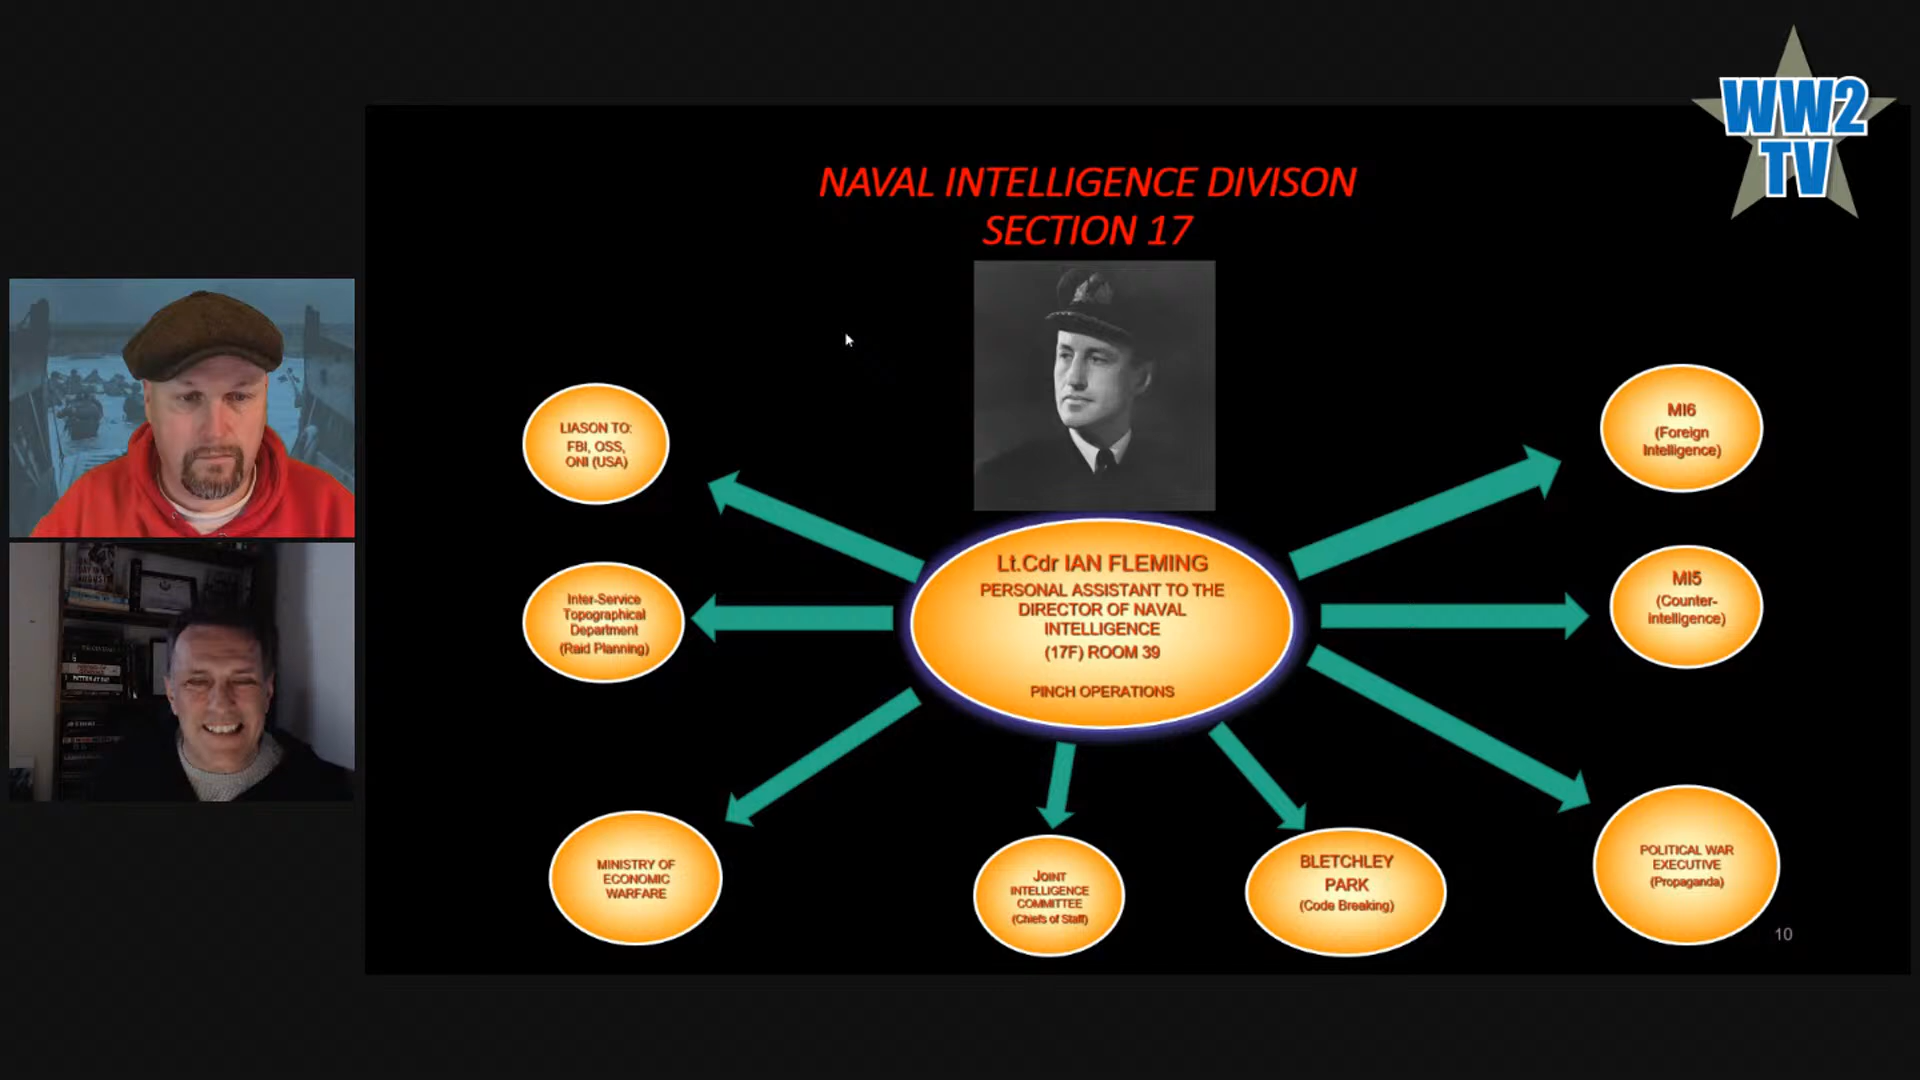 WW2
TV
NAVAL INTELLIGENCE DIVISON
SECTION 17
LIASON TO:
FBI, OSS,
ONI (USA)
MI6
(Foreign
Intelligence)
Lt.Cdr IAN FLEMING
PERSONAL ASSISTANT TO THE
DIRECTOR OF NAVAL
INTELLIGENCE
(17F) ROOM 39
PINCH OPERATIONS
Inter-Service
Topographical
Department
(Raid Planning)
MI5
(Counter-
intelligence)
MINISTRY OF
ECONOMIC
WARFARE
JOINT
INTELLIGENCE
COMMITTEE
(Chiefs of Staff)
BLETCHLEY
PARK
(Code Breaking)
POLITICAL WAR
EXECUTIVE
(Propaganda)
10